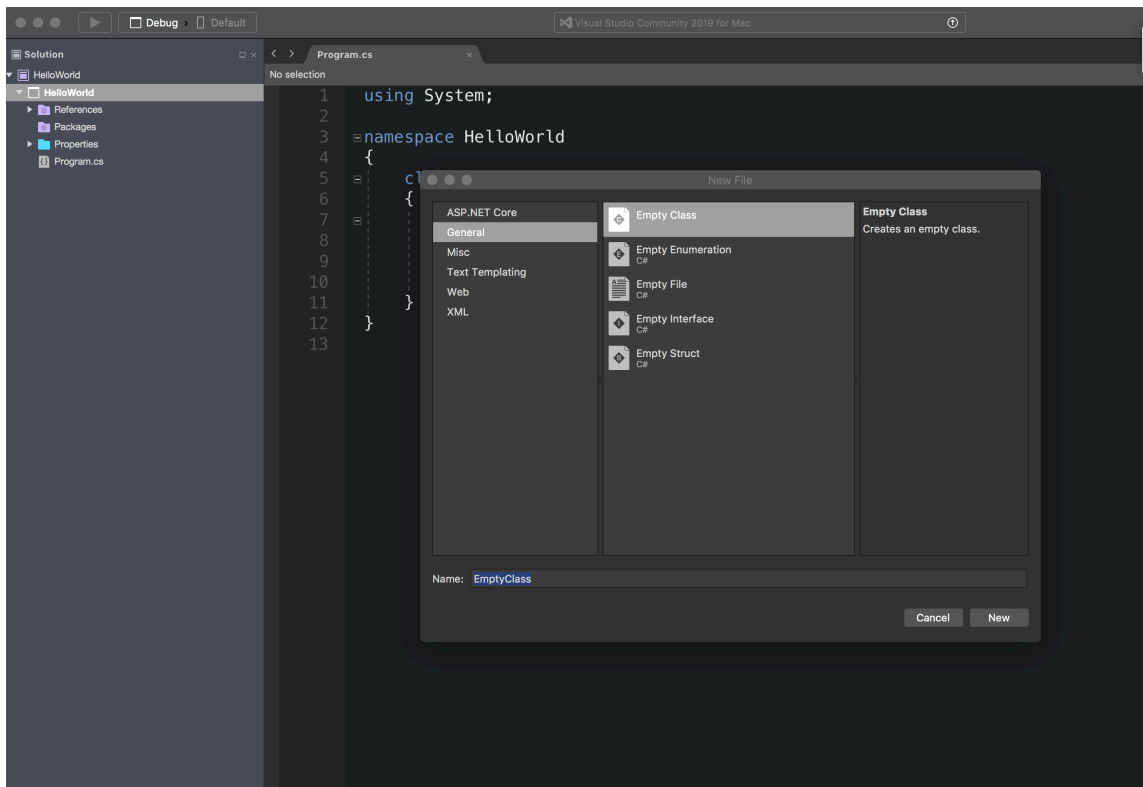 Debug › Default
Visual Studio Community 2019 for Mac
Solution
HelloWorld
HelloWorld
References
Packages
Properties
Program.cs
Program.cs
No selection
1 using System;
2
3 namespace HelloWorld
4 {
5 cl
6 {
7
8
9
10
11 }
12 }
13
New File
ASP.NET Core
General
Misc
Text Templating
Web
XML
Empty Class
Empty Enumeration
C#
Empty File
C#
Empty Interface
C#
Empty Struct
C#
Empty Class
Creates an empty class.
Name: EmptyClass
Cancel New